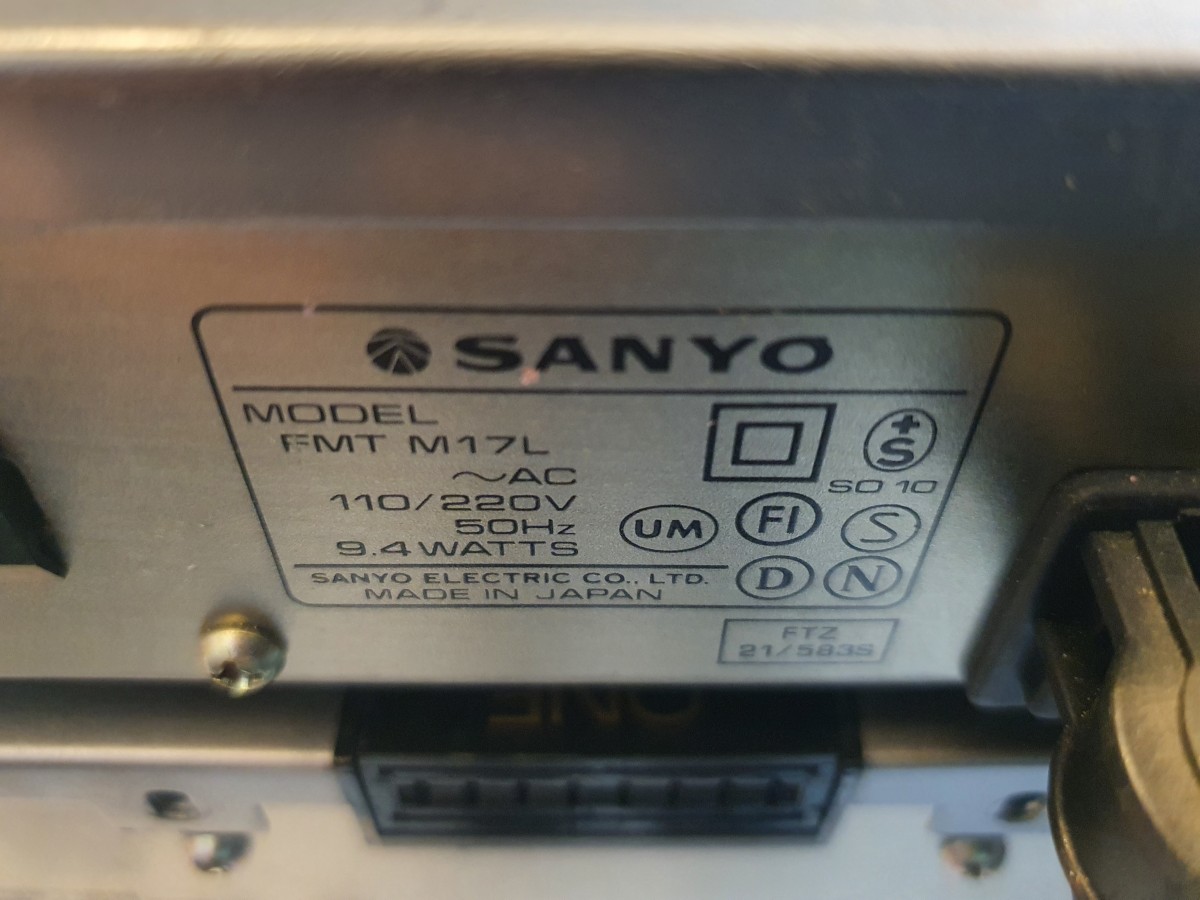 SANYO
MODEL
FMT M17L
~AC
110/220V
50Hz
9.4WATTS
+S
SO 10
UM
FI
S
D
N
SANYO ELECTRIC CO., LTD.
MADE IN JAPAN
FTZ
21/583S
ONE